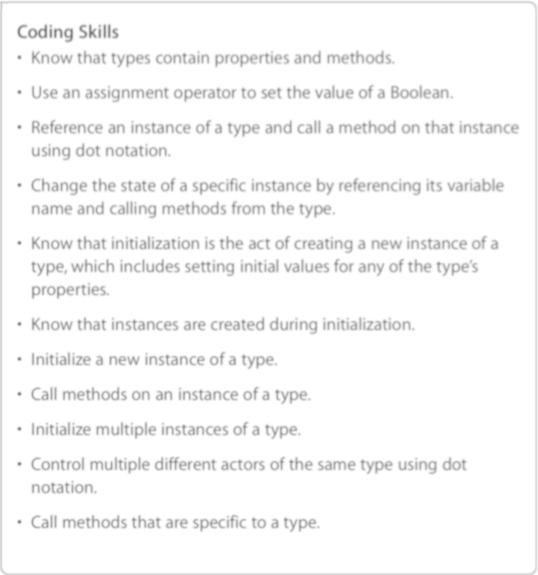 Coding Skills
• Know that types contain properties and methods.
• Use an assignment operator to set the value of a Boolean.
• Reference an instance of a type and call a method on that instance
using dot notation.
• Change the state of a specific instance by referencing its variable
name and calling methods from the type.
• Know that initialization is the act of creating a new instance of a
type, which includes setting initial values for any of the type's
properties.
• Know that instances are created during initialization.
• Initialize a new instance of a type.
• Call methods on an instance of a type.
• Initialize multiple instances of a type.
• Control multiple different actors of the same type using dot
notation.
• Call methods that are specific to a type.